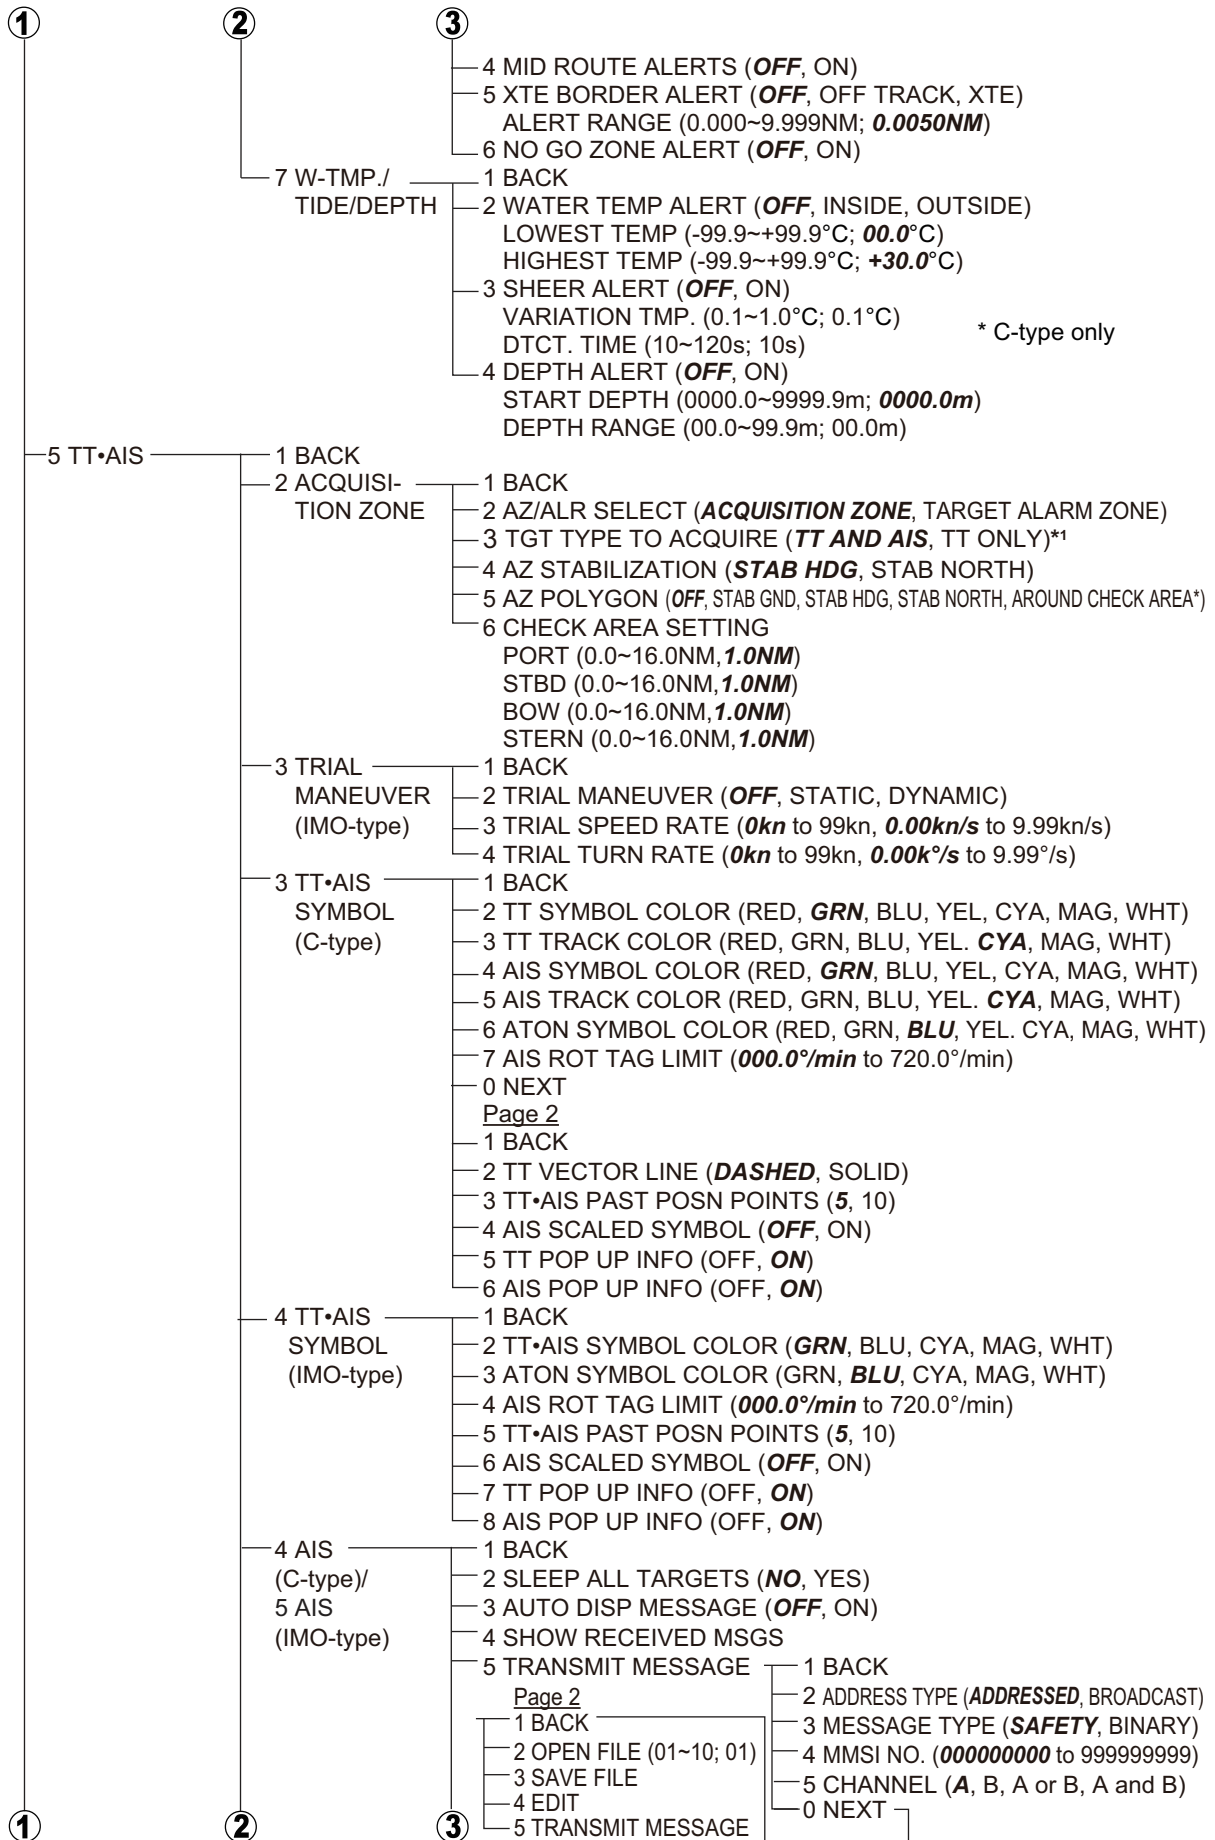 1 2 3
4 MID ROUTE ALERTS (OFF, ON)
5 XTE BORDER ALERT (OFF, OFF TRACK, XTE)
ALERT RANGE (0.000~9.999NM; 0.0050NM)
6 NO GO ZONE ALERT (OFF, ON)
7 W-TMP./
TIDE/DEPTH
1 BACK
2 WATER TEMP ALERT (OFF, INSIDE, OUTSIDE)
LOWEST TEMP (-99.9~+99.9°C; 00.0°C)
HIGHEST TEMP (-99.9~+99.9°C; +30.0°C)
3 SHEER ALERT (OFF, ON)
VARIATION TMP. (0.1~1.0°C; 0.1°C)
DTCT. TIME (10~120s; 10s)
* C-type only
4 DEPTH ALERT (OFF, ON)
START DEPTH (0000.0~9999.9m; 0000.0m)
DEPTH RANGE (00.0~99.9m; 00.0m)
5 TT•AIS
1 BACK
2 ACQUISI-
TION ZONE
1 BACK
2 AZ/ALR SELECT (ACQUISITION ZONE, TARGET ALARM ZONE)
3 TGT TYPE TO ACQUIRE (TT AND AIS, TT ONLY)*¹
4 AZ STABILIZATION (STAB HDG, STAB NORTH)
5 AZ POLYGON (OFF, STAB GND, STAB HDG, STAB NORTH, AROUND CHECK AREA*)
6 CHECK AREA SETTING
PORT (0.0~16.0NM,1.0NM)
STBD (0.0~16.0NM,1.0NM)
BOW (0.0~16.0NM,1.0NM)
STERN (0.0~16.0NM,1.0NM)
3 TRIAL
MANEUVER
(IMO-type)
1 BACK
2 TRIAL MANEUVER (OFF, STATIC, DYNAMIC)
3 TRIAL SPEED RATE (0kn to 99kn, 0.00kn/s to 9.99kn/s)
4 TRIAL TURN RATE (0kn to 99kn, 0.00k°/s to 9.99°/s)
3 TT•AIS
SYMBOL
(C-type)
1 BACK
2 TT SYMBOL COLOR (RED, GRN, BLU, YEL, CYA, MAG, WHT)
3 TT TRACK COLOR (RED, GRN, BLU, YEL. CYA, MAG, WHT)
4 AIS SYMBOL COLOR (RED, GRN, BLU, YEL, CYA, MAG, WHT)
5 AIS TRACK COLOR (RED, GRN, BLU, YEL. CYA, MAG, WHT)
6 ATON SYMBOL COLOR (RED, GRN, BLU, YEL. CYA, MAG, WHT)
7 AIS ROT TAG LIMIT (000.0°/min to 720.0°/min)
0 NEXT
Page 2
1 BACK
2 TT VECTOR LINE (DASHED, SOLID)
3 TT•AIS PAST POSN POINTS (5, 10)
4 AIS SCALED SYMBOL (OFF, ON)
5 TT POP UP INFO (OFF, ON)
6 AIS POP UP INFO (OFF, ON)
4 TT•AIS
SYMBOL
(IMO-type)
1 BACK
2 TT•AIS SYMBOL COLOR (GRN, BLU, CYA, MAG, WHT)
3 ATON SYMBOL COLOR (GRN, BLU, CYA, MAG, WHT)
4 AIS ROT TAG LIMIT (000.0°/min to 720.0°/min)
5 TT•AIS PAST POSN POINTS (5, 10)
6 AIS SCALED SYMBOL (OFF, ON)
7 TT POP UP INFO (OFF, ON)
8 AIS POP UP INFO (OFF, ON)
4 AIS
(C-type)/
5 AIS
(IMO-type)
1 BACK
2 SLEEP ALL TARGETS (NO, YES)
3 AUTO DISP MESSAGE (OFF, ON)
4 SHOW RECEIVED MSGS
5 TRANSMIT MESSAGE
1 BACK
2 ADDRESS TYPE (ADDRESSED, BROADCAST)
3 MESSAGE TYPE (SAFETY, BINARY)
4 MMSI NO. (000000000 to 999999999)
5 CHANNEL (A, B, A or B, A and B)
0 NEXT
Page 2
1 BACK
2 OPEN FILE (01~10; 01)
3 SAVE FILE
4 EDIT
5 TRANSMIT MESSAGE
1 2 3